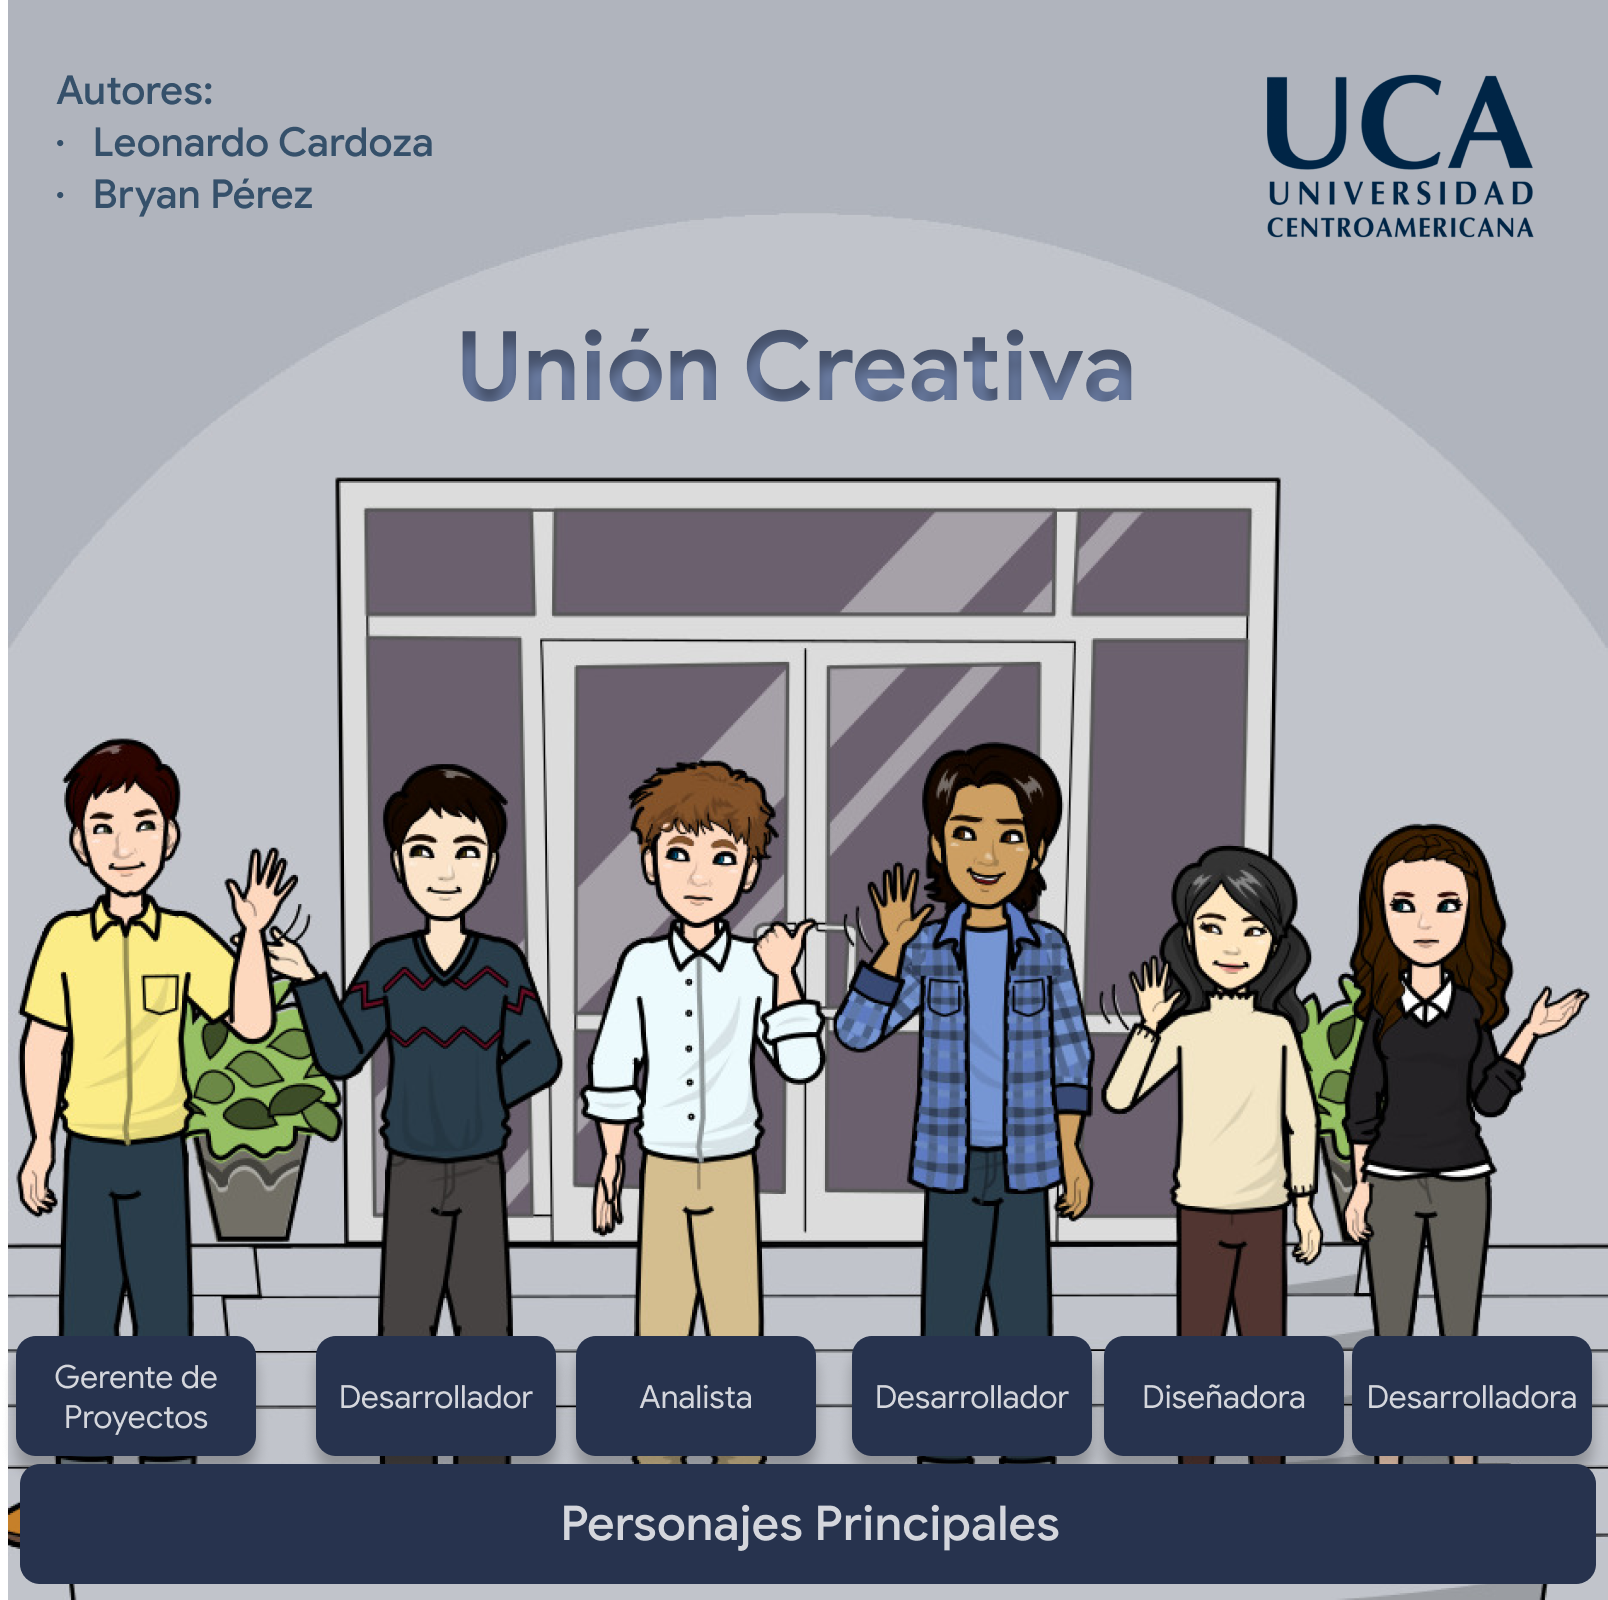 Autores:
• Leonardo Cardoza
• Bryan Pérez
UCA
UNIVERSIDAD
CENTROAMERICANA
Unión Creativa
Gerente de
Proyectos
Desarrollador
Analista
Desarrollador
Diseñadora
Desarrolladora
Personajes Principales